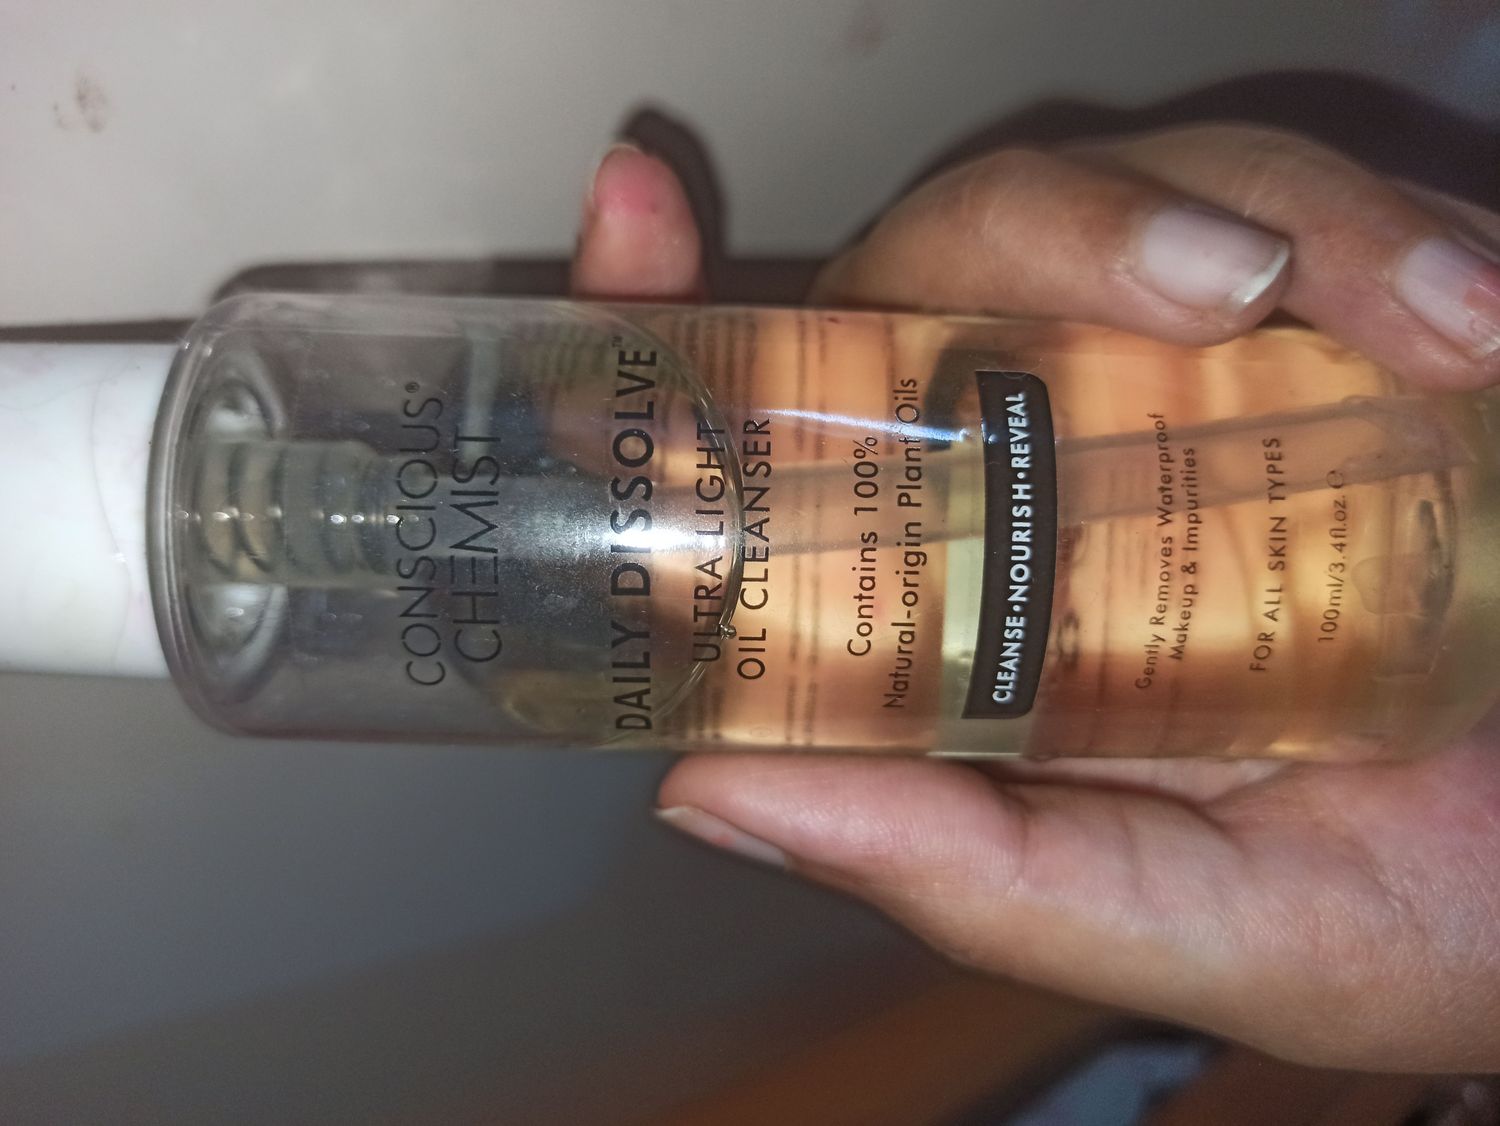 CONSCIOUS®
CHEMIST
DAILY DISSOLVE™
ULTRA LIGHT
OIL CLEANSER
Contains 100%
Natural-origin Plant Oils
CLEANSE•NOURISH•REVEAL
Gently Removes Waterproof
Makeup & Impurities
FOR ALL SKIN TYPES
100ml/3.4fl.oz. ℮